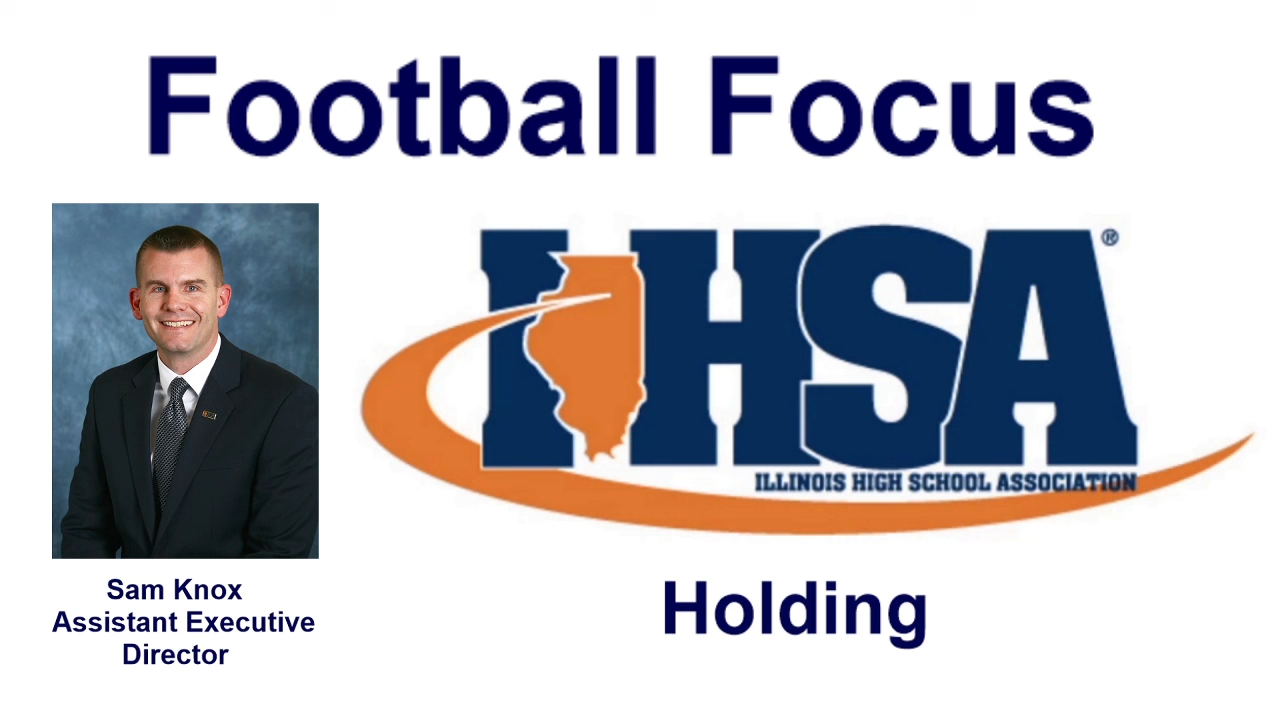 Football Focus
IHSA®
ILLINOIS HIGH SCHOOL ASSOCIATION
Sam Knox
Assistant Executive
Director
Holding